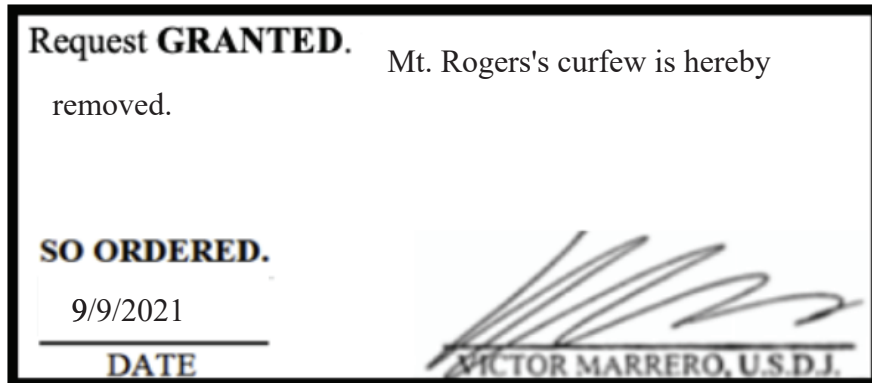 Request GRANTED. Mt. Rogers's curfew is hereby
removed.
SO ORDERED.
9/9/2021
DATE
VICTOR MARRERO, U.S.D.J.